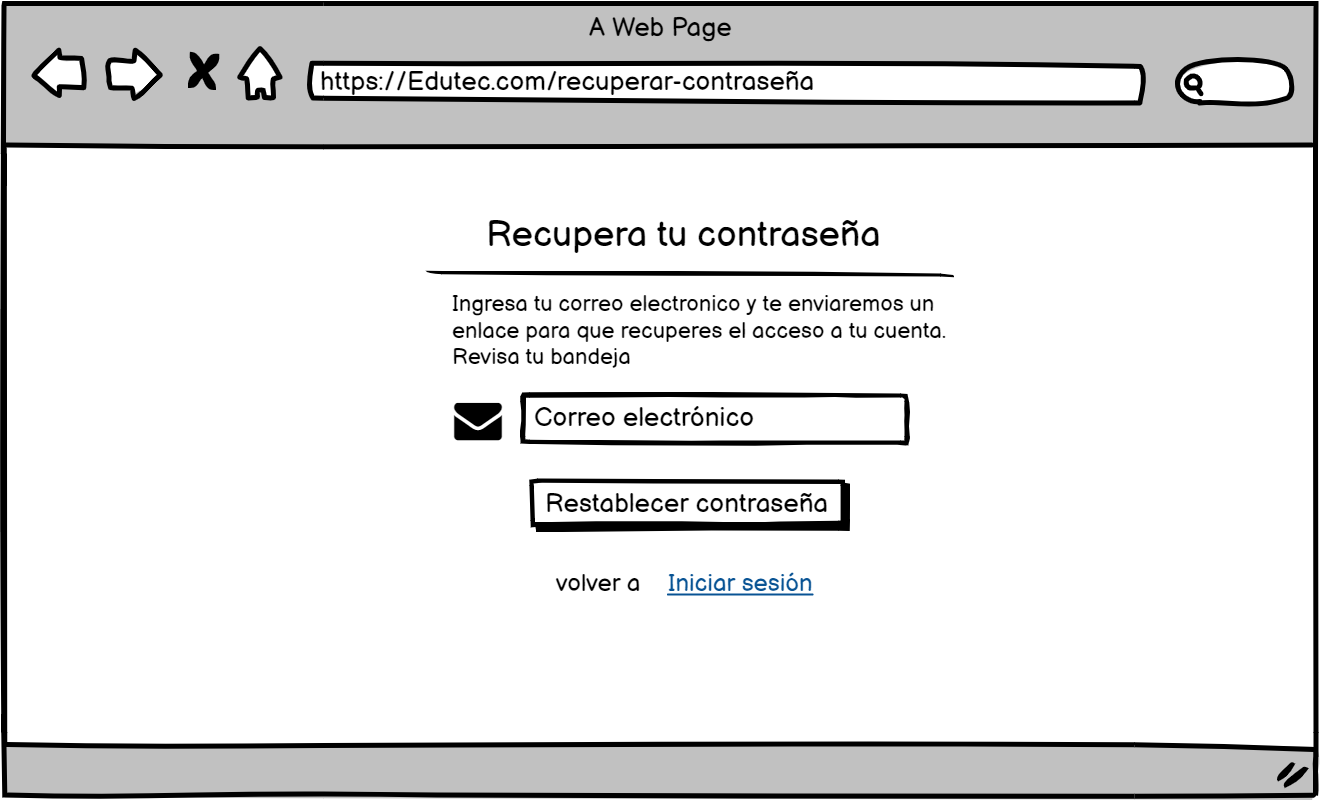 A Web Page
https://Edutec.com/recuperar-contraseña
Recupera tu contraseña
Ingresa tu correo electronico y te enviaremos un
enlace para que recuperes el acceso a tu cuenta.
Revisa tu bandeja
Correo electrónico
Restablecer contraseña
volver a Iniciar sesión